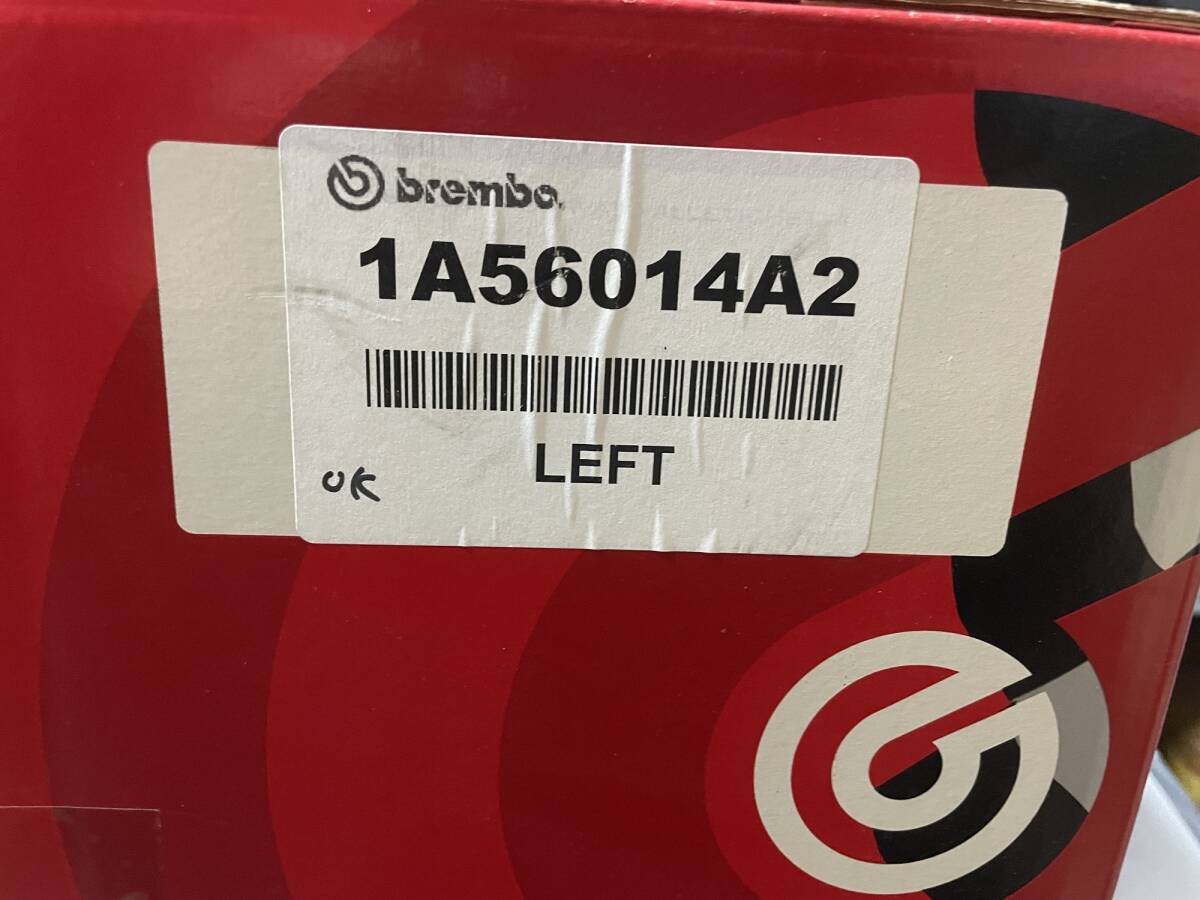 brembo.
1A56014A2
LEFT
OK